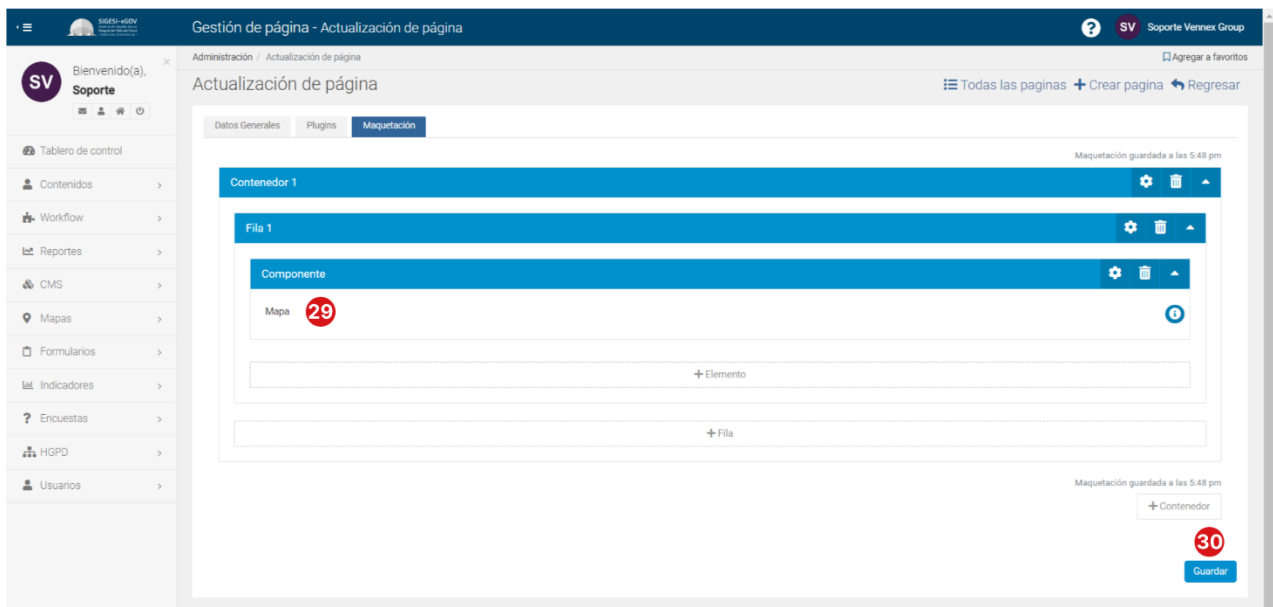 SIGESI-eGOV
Gestión de página - Actualización de página
?
SV
Soporte Vennex Group
Administración / Actualización de página
Agregar a favoritos
SV
Bienvenido(a),
Soporte
×
Actualización de página
Todas las paginas
+ Crear pagina
Regresar
Datos Generales
Plugins
Maquetación
Tablero de control
Contenidos >
Workflow >
Reportes >
CMS >
Mapas >
Formularios >
Indicadores >
? Encuestas >
HGPD >
Usuarios >
Maquetación guardada a las 5:48 pm
Contenedor 1
Fila 1
Componente
Mapa
29
+ Elemento
+ Fila
Maquetación guardada a las 5:48 pm
+ Contenedor
30
Guardar